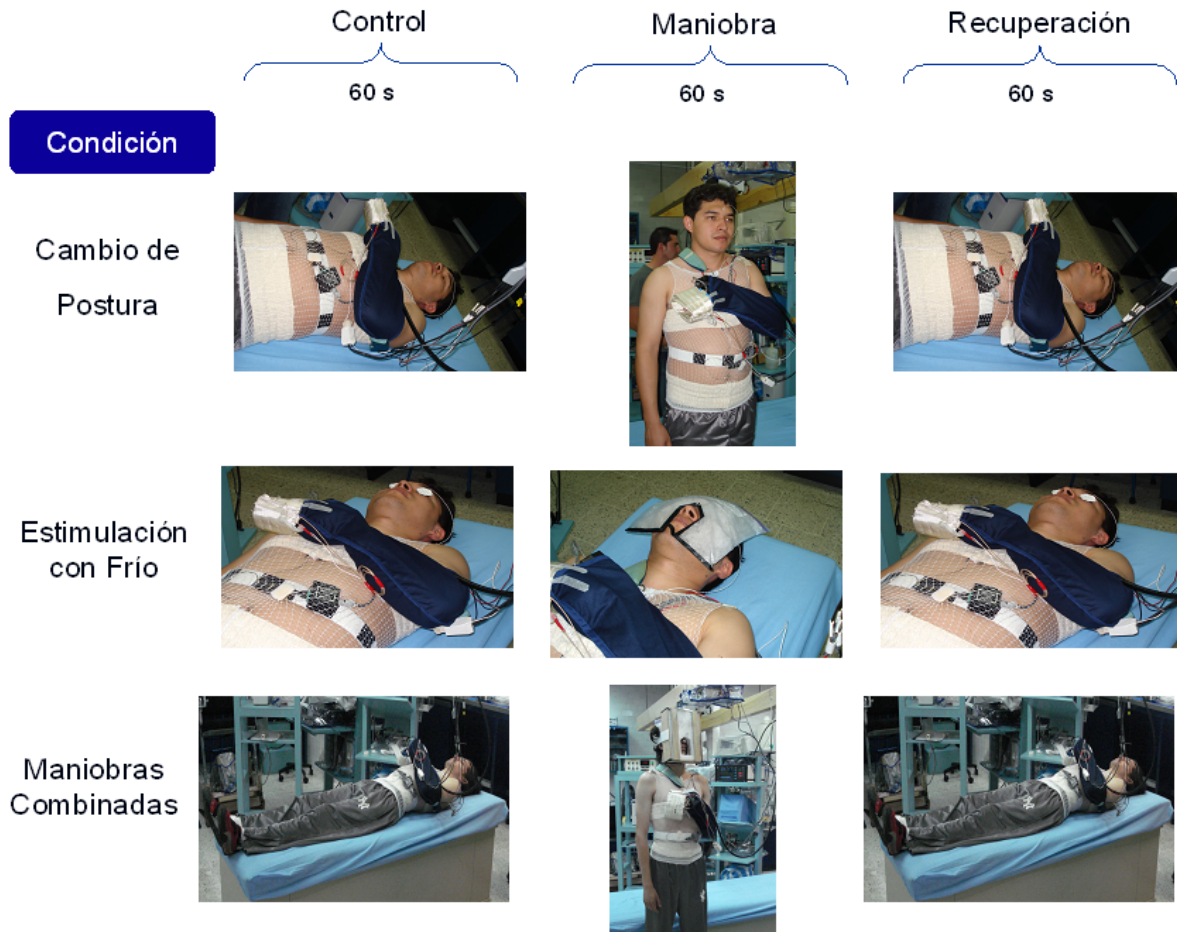 Control
Maniobra
Recuperación
60 s
60 s
60 s
Condición
Cambio de
Postura
Estimulación
con Frío
Maniobras
Combinadas